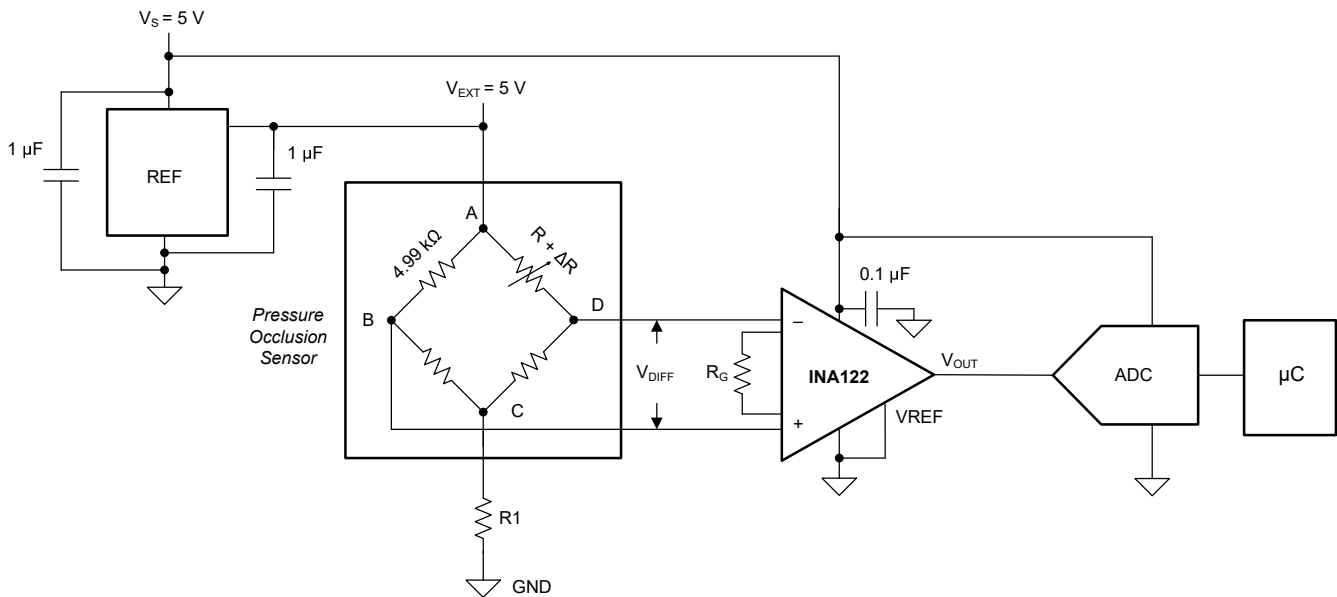 V_S = 5 V
V_EXT = 5 V
1 µF
1 µF
REF
A
4.99 kΩ
R + ΔR
0.1 µF
B
D
Pressure
Occlusion
Sensor
–
V_DIFF
R_G
INA122
V_OUT
ADC
µC
C
+
VREF
R1
GND